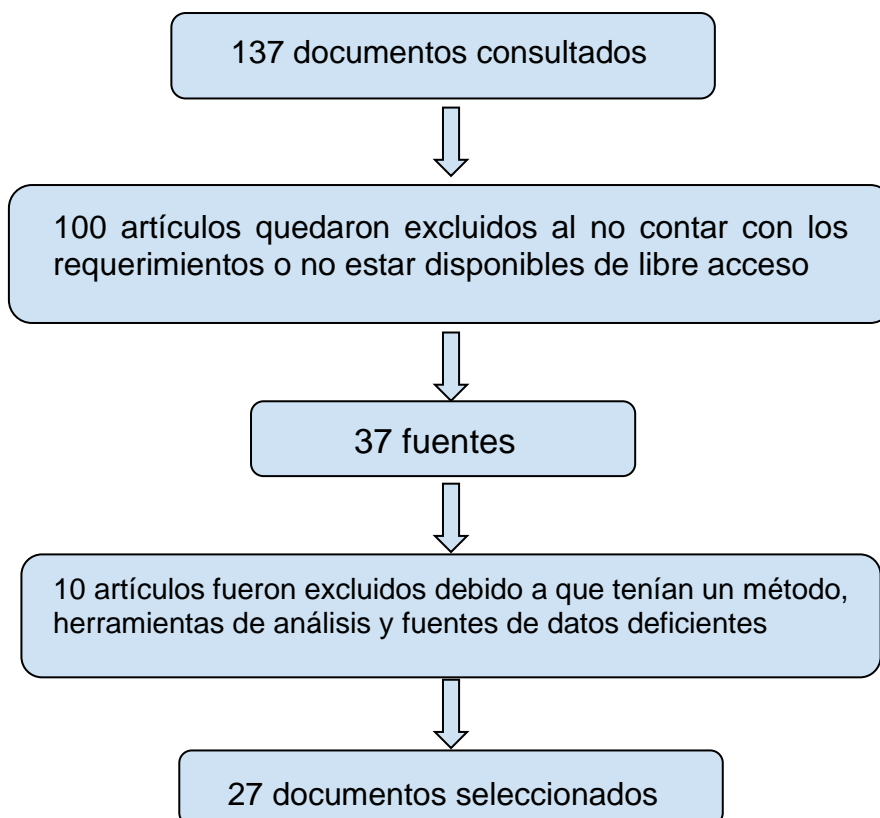 137 documentos consultados
100 artículos quedaron excluidos al no contar con los
requerimientos o no estar disponibles de libre acceso
37 fuentes
10 artículos fueron excluidos debido a que tenían un método,
herramientas de análisis y fuentes de datos deficientes
27 documentos seleccionados